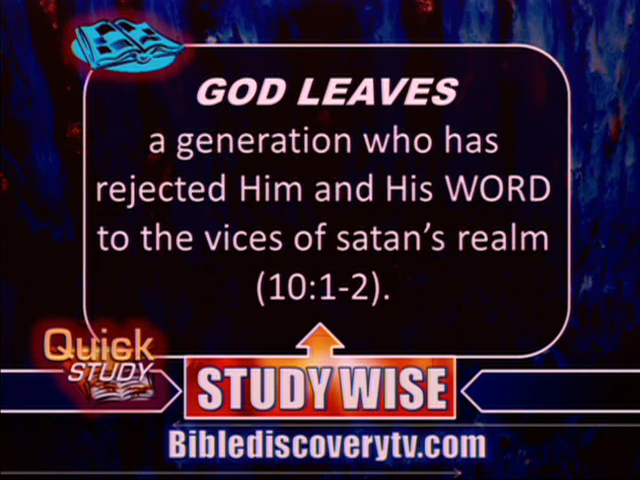 GOD LEAVES
a generation who has
rejected Him and His WORD
to the vices of satan's realm
(10:1-2).
Quick
STUDY
STUDY WISE
Biblediscoverytv.com